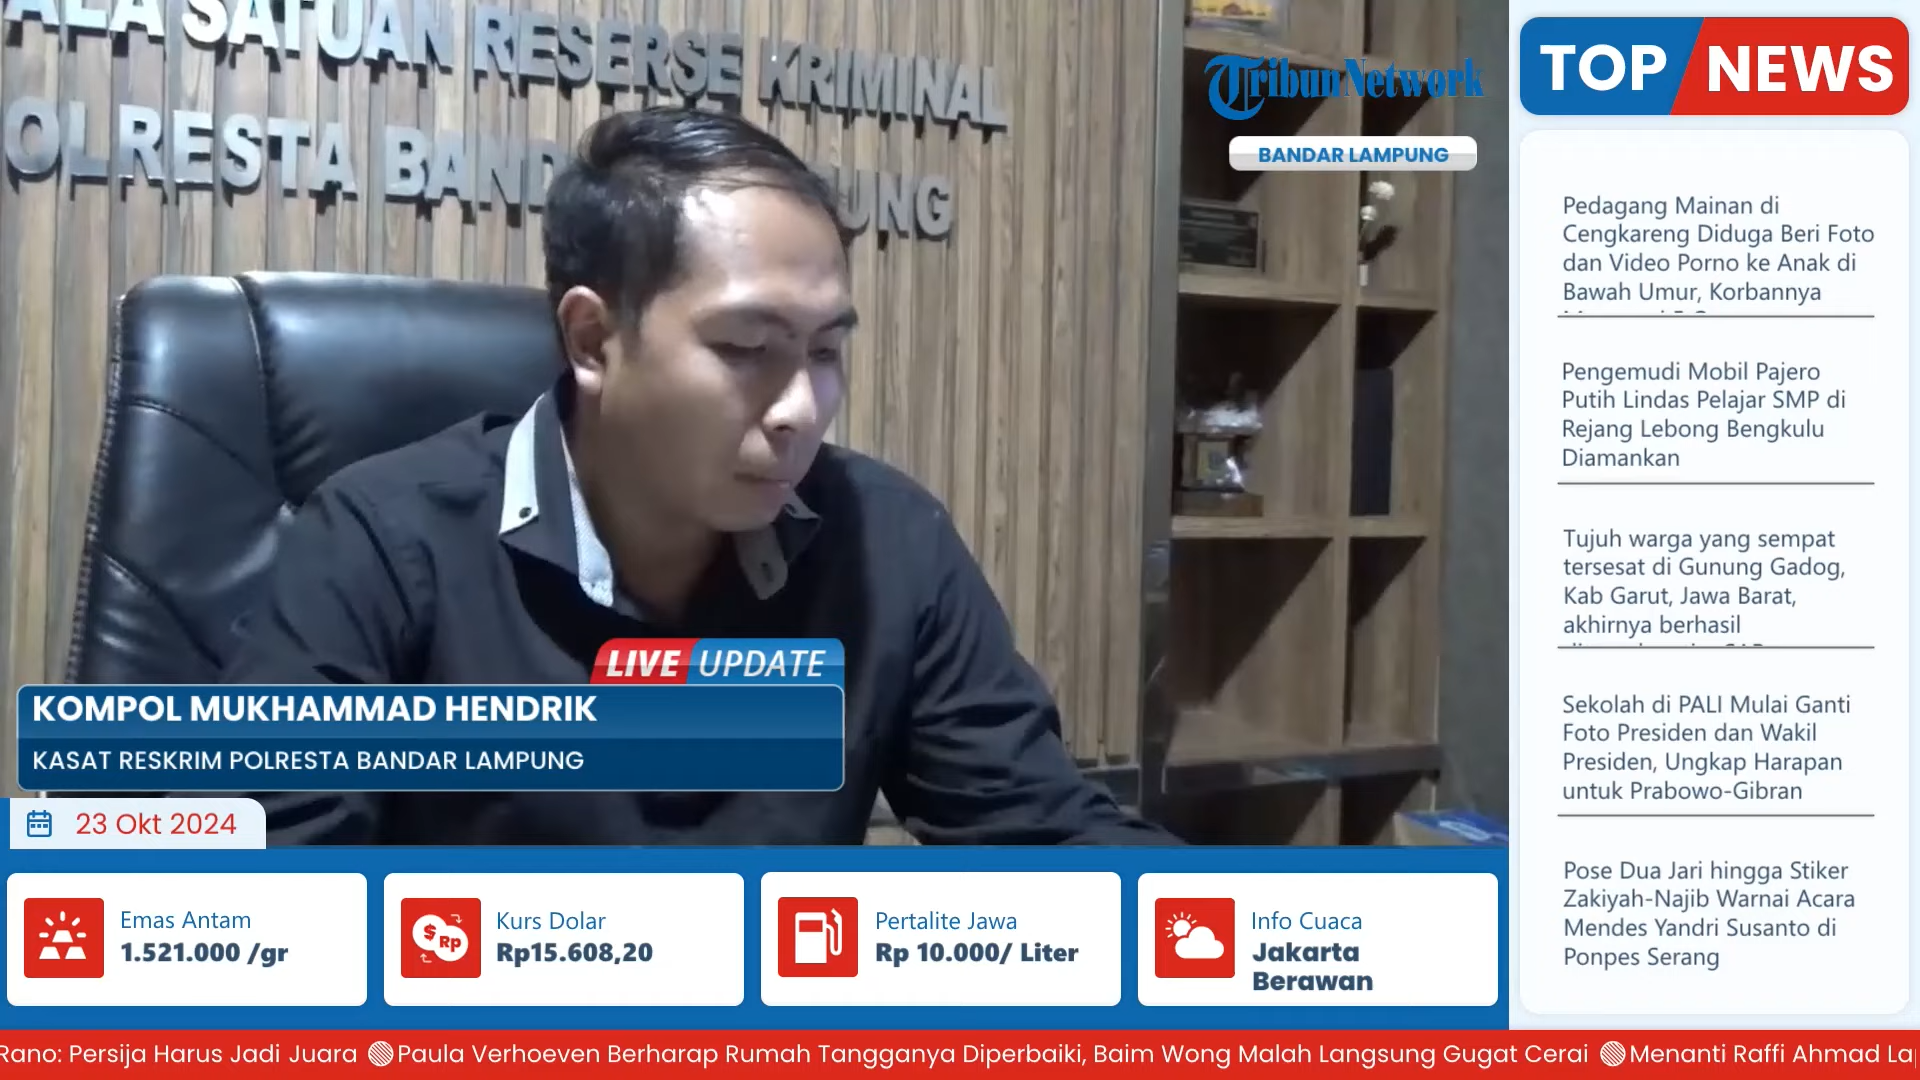 SATUAN RESERSE KRIMINAL
TribunNetwork
BANDAR LAMPUNG
LIVE UPDATE
KOMPOL MUKHAMMAD HENDRIK
KASAT RESKRIM POLRESTA BANDAR LAMPUNG
23 Okt 2024
Emas Antam
1.521.000 /gr
Kurs Dolar
Rp15.608,20
Pertalite Jawa
Rp 10.000/ Liter
Info Cuaca
Jakarta
Berawan
TOP NEWS
Pedagang Mainan di
Cengkareng Diduga Beri Foto
dan Video Porno ke Anak di
Bawah Umur, Korbannya
Pengemudi Mobil Pajero
Putih Lindas Pelajar SMP di
Rejang Lebong Bengkulu
Diamankan
Tujuh warga yang sempat
tersesat di Gunung Gadog,
Kab Garut, Jawa Barat,
akhirnya berhasil
Sekolah di PALI Mulai Ganti
Foto Presiden dan Wakil
Presiden, Ungkap Harapan
untuk Prabowo-Gibran
Pose Dua Jari hingga Stiker
Zakiyah-Najib Warnai Acara
Mendes Yandri Susanto di
Ponpes Serang
Rano: Persija Harus Jadi Juara Paula Verhoeven Berharap Rumah Tangganya Diperbaiki, Baim Wong Malah Langsung Gugat Cerai Menanti Raffi Ahmad